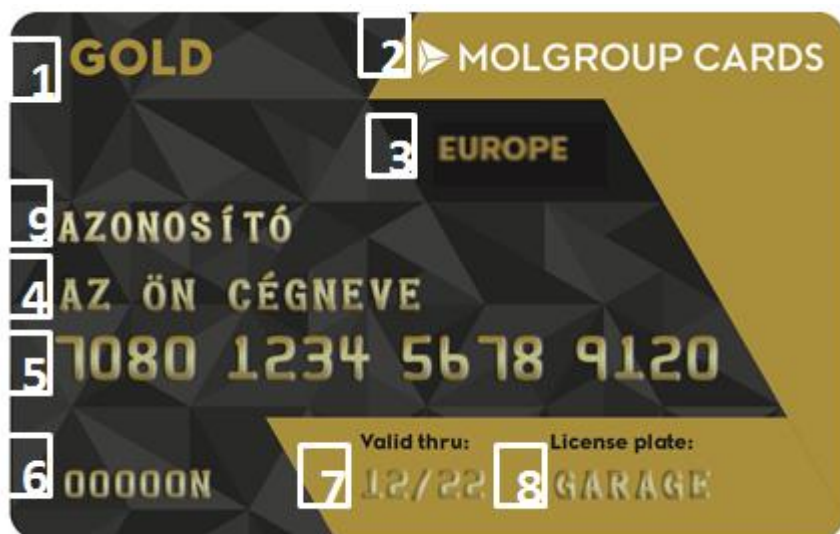 1 GOLD
2 MOLGROUP CARDS
3 EUROPE
9 AZONOSÍTÓ
4 AZ ÖN CÉGNEVE
5 7080 1234 5678 9120
Valid thru: License plate:
6 00000N 7 12/22 8 GARAGE